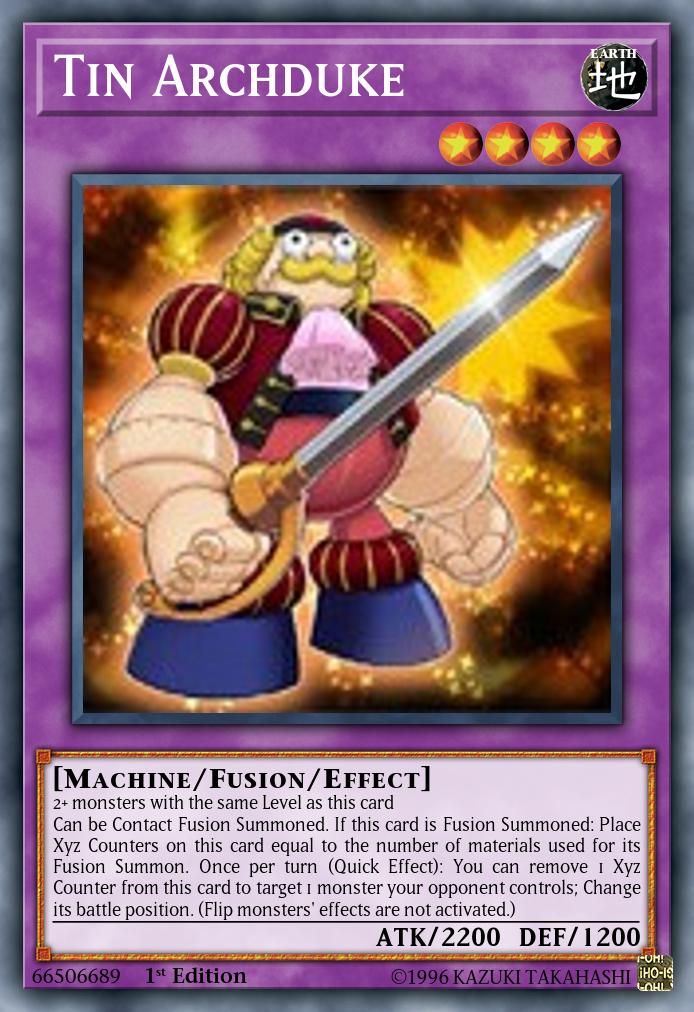 Tin Archduke
EARTH
地
[Machine/Fusion/Effect]
2+ monsters with the same Level as this card
Can be Contact Fusion Summoned. If this card is Fusion Summoned: Place
Xyz Counters on this card equal to the number of materials used for its
Fusion Summon. Once per turn (Quick Effect): You can remove 1 Xyz
Counter from this card to target 1 monster your opponent controls; Change
its battle position. (Flip monsters' effects are not activated.)
ATK/2200 DEF/1200
66506689 1st Edition ©1996 KAZUKI TAKAHASHI